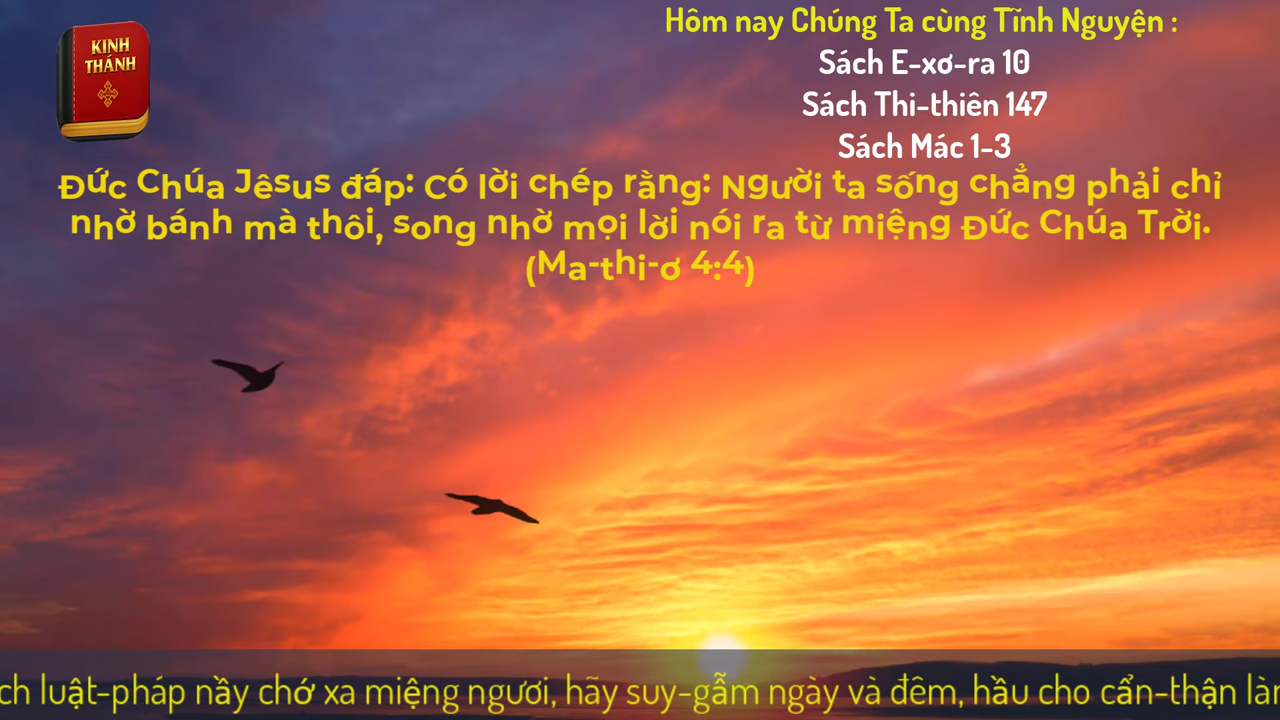 KINH
THÁNH
Hôm nay Chúng Ta cùng Tĩnh Nguyện :
Sách E-xơ-ra 10
Sách Thi-thiên 147
Sách Mác 1-3
Đức Chúa Jêsus đáp: Có lời chép rằng: Người ta sống chẳng phải chỉ
nhờ bánh mà thôi, song nhờ mọi lời nói ra từ miệng Đức Chúa Trời.
(Ma-thi-ơ 4:4)
ch luật-pháp nầy chớ xa miệng ngươi, hãy suy-gẫm ngày và đêm, hầu cho cẩn-thận làm